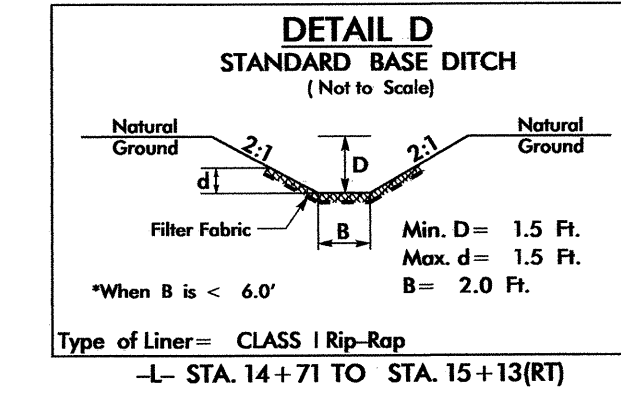 DETAIL D
STANDARD BASE DITCH
(Not to Scale)
Natural Ground
2:1
D
2:1
Natural Ground
d
Filter Fabric
B
Min. D= 1.5 Ft.
Max. d= 1.5 Ft.
*When B is < 6.0'
B= 2.0 Ft.
Type of Liner= CLASS I Rip-Rap
-L- STA. 14+71 TO STA. 15+13(RT)